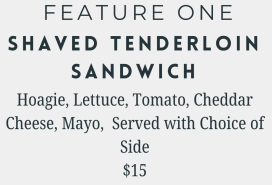 FEATURE ONE
SHAVED TENDERLOIN
SANDWICH
Hoagie, Lettuce, Tomato, Cheddar
Cheese, Mayo,  Served with Choice of
Side
$15